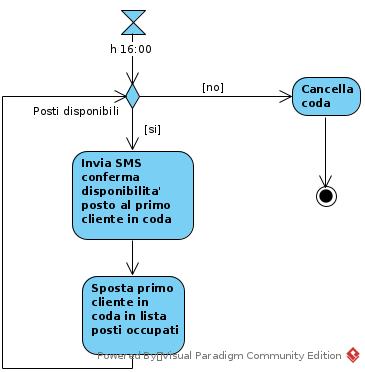 h 16:00
[no]
Cancella
coda
Posti disponibili
[si]
Invia SMS
conferma
disponibilita'
posto al primo
cliente in coda
Sposta primo
cliente in
coda in lista
posti occupati
Powered By Visual Paradigm Community Edition